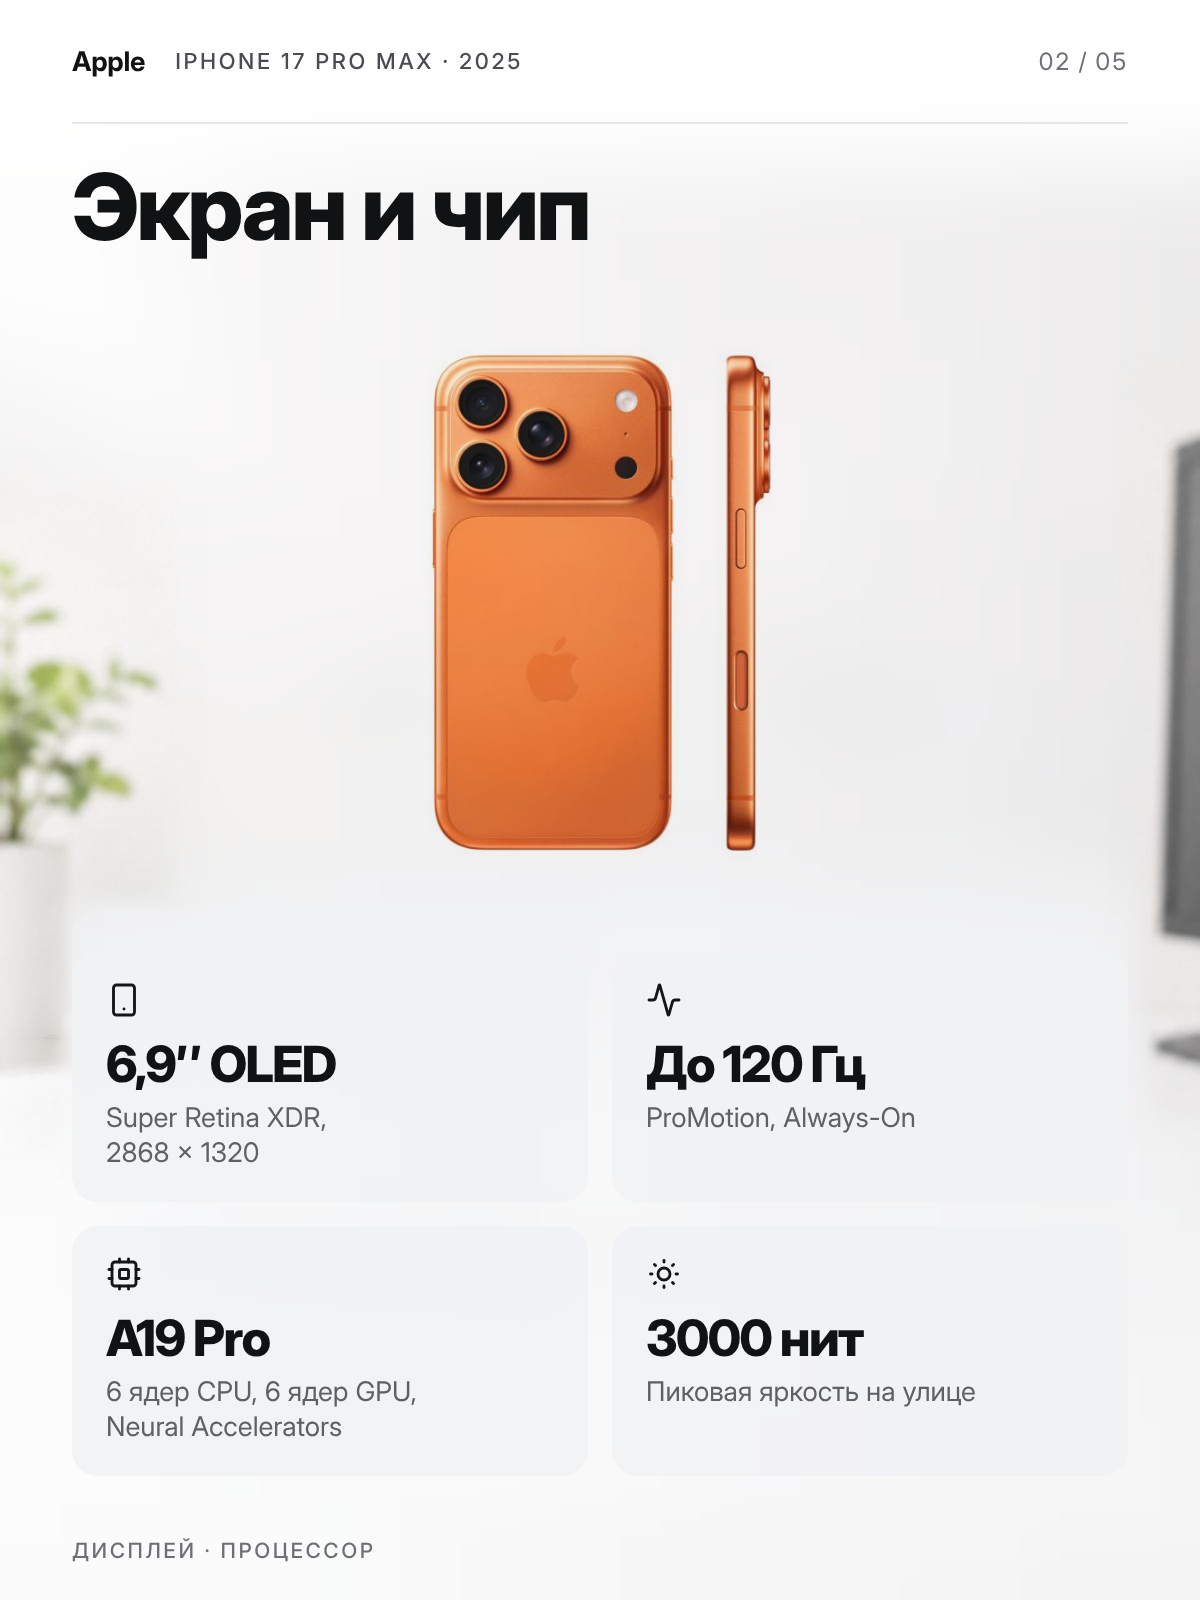 Apple IPHONE 17 PRO MAX · 2025 02 / 05
Экран и чип
6,9″ OLED
Super Retina XDR,
2868 × 1320
До 120 Гц
ProMotion, Always-On
A19 Pro
6 ядер CPU, 6 ядер GPU,
Neural Accelerators
3000 нит
Пиковая яркость на улице
ДИСПЛЕЙ · ПРОЦЕССОР